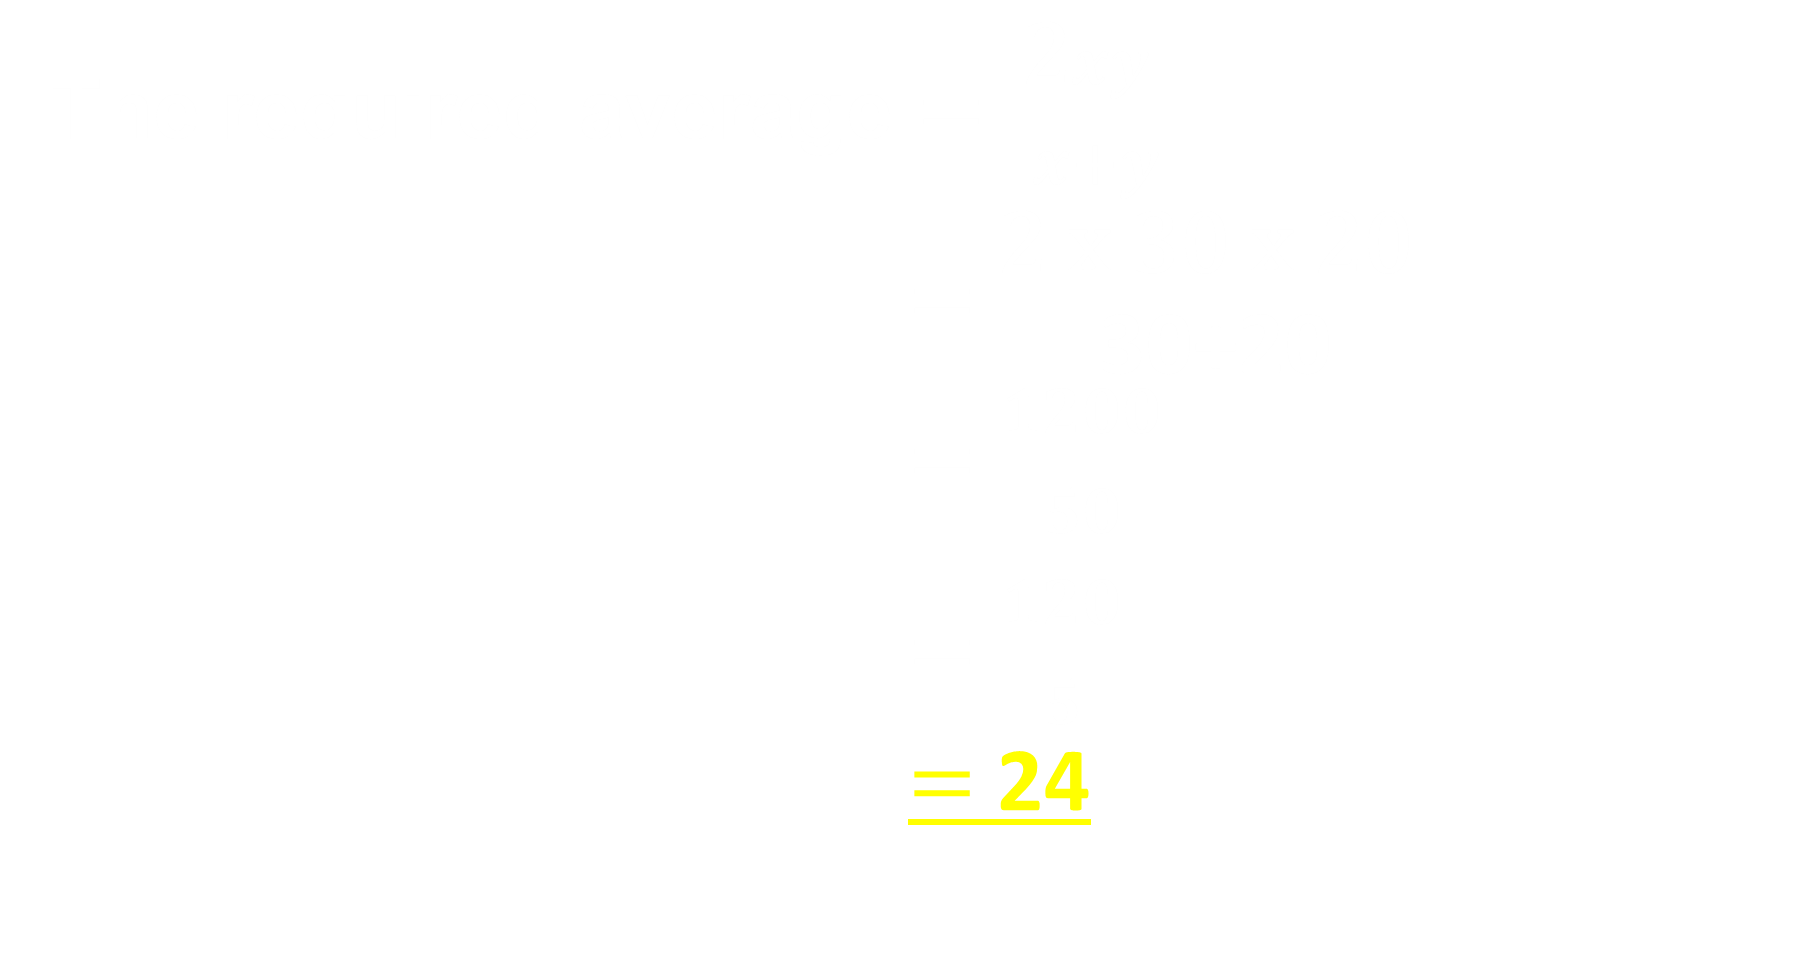 = 24